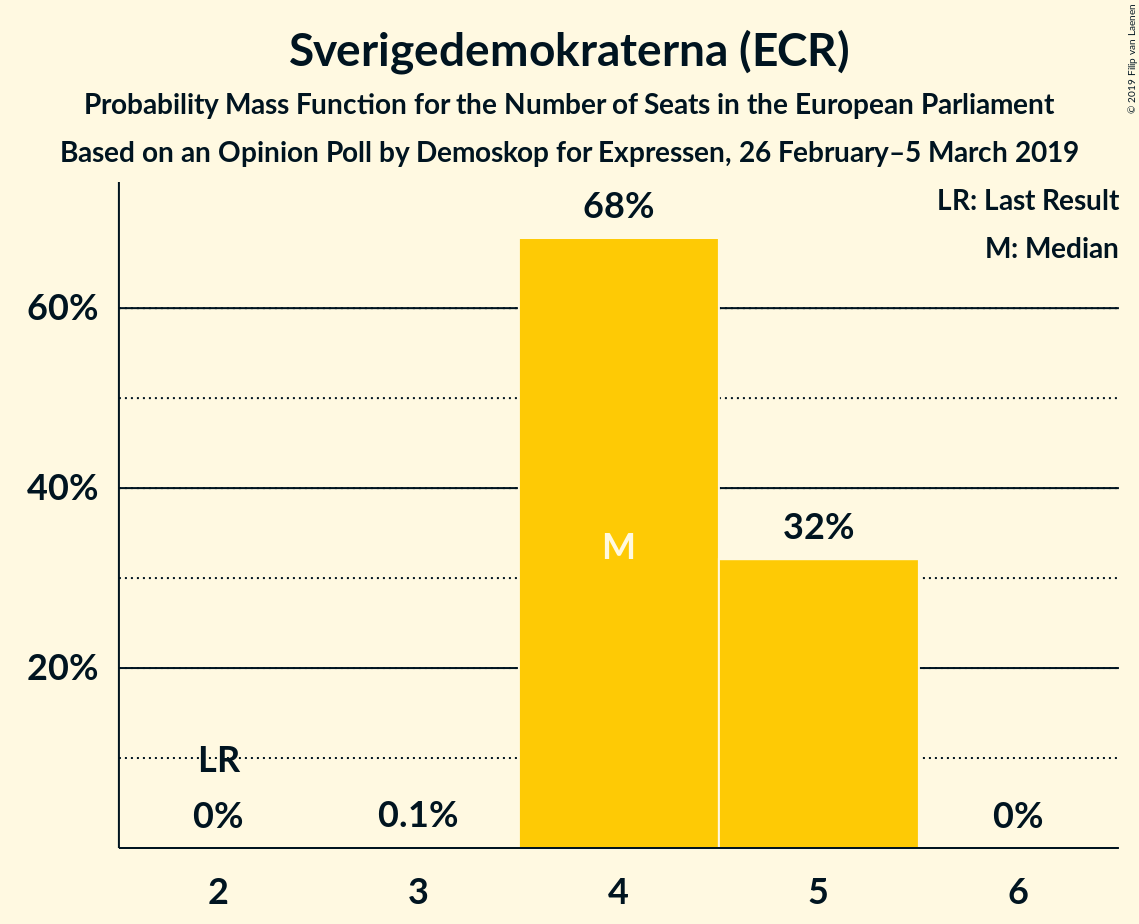 Sverigedemokraterna (ECR)
Probability Mass Function for the Number of Seats in the European Parliament
Based on an Opinion Poll by Demoskop for Expressen, 26 February–5 March 2019
© 2019 Filip van Laenen
LR: Last Result
M: Median
68%
60%
40%
32%
M
20%
LR
0%
0.1%
0%
2
3
4
5
6